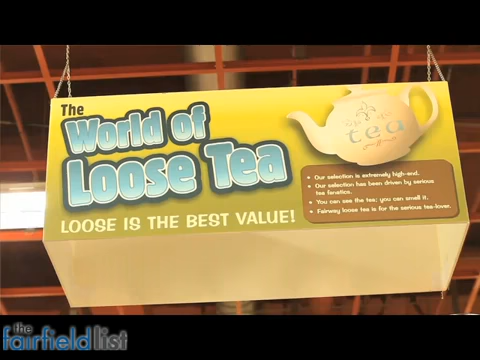 The
World of
Loose Tea
LOOSE IS THE BEST VALUE!
tea
• Our selection is extremely high-end.
• Our selection has been driven by serious
tea fanatics.
• You can see the tea; you can smell it.
• Fairway loose tea is for the serious tea-lover.
the
fairfieldlist